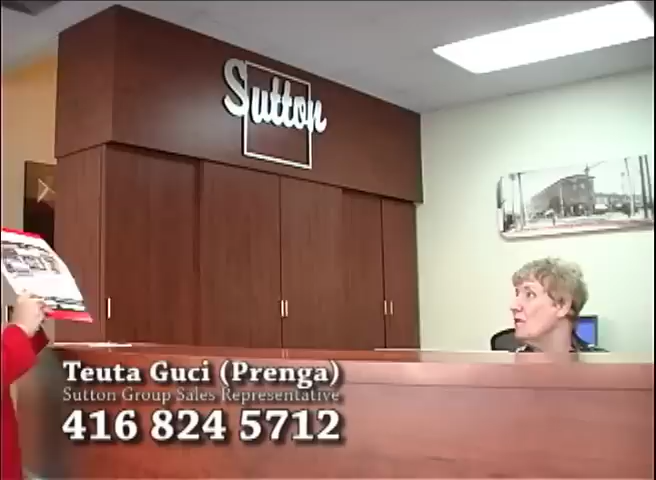 Sutton
Teuta Guci (Prenga)
Sutton Group Sales Representative
416 824 5712